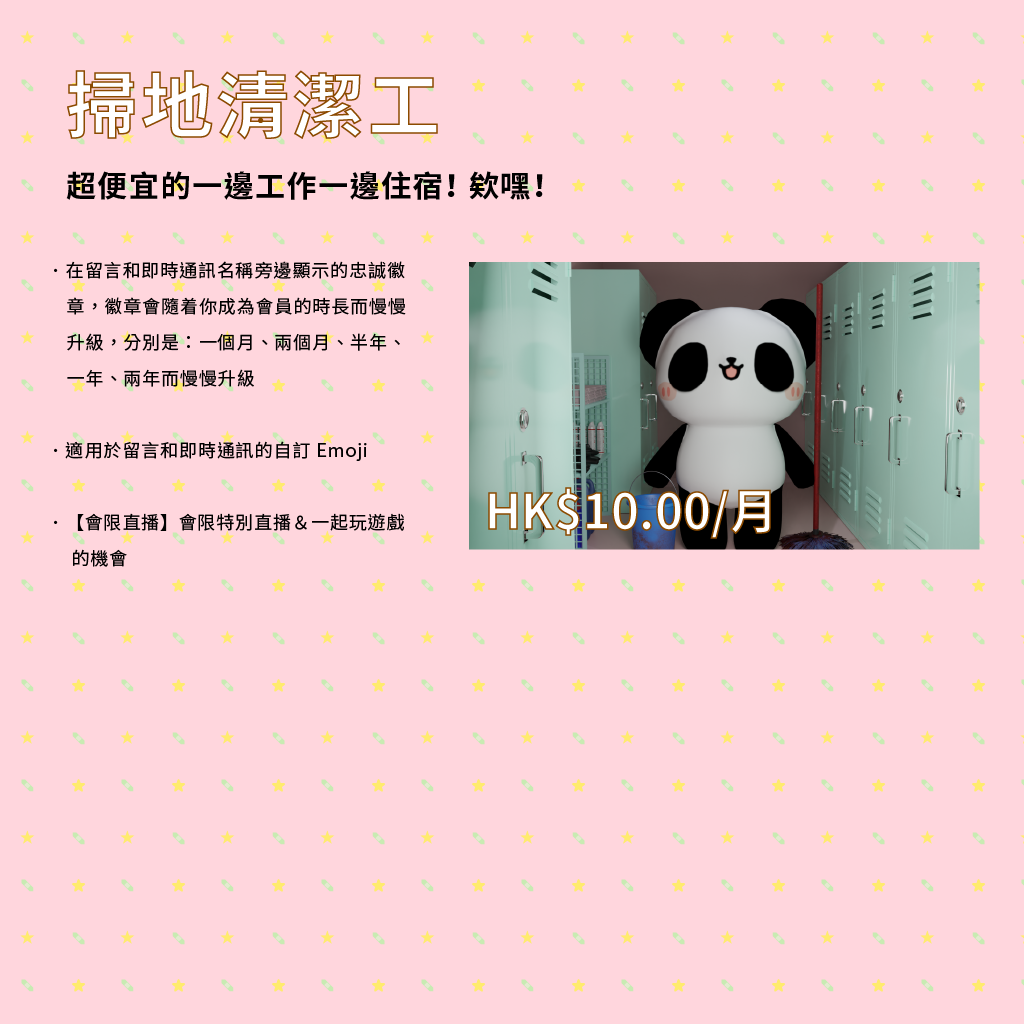 掃地清潔工
超便宜的一邊工作一邊住宿！欸嘿！
・在留言和即時通訊名稱旁邊顯示的忠誠徽
章，徽章會隨着你成為會員的時長而慢慢
升級，分別是：一個月、兩個月、半年、
一年、兩年而慢慢升級
・適用於留言和即時通訊的自訂 Emoji
・【會限直播】會限特別直播＆一起玩遊戲
的機會
HK$10.00/月